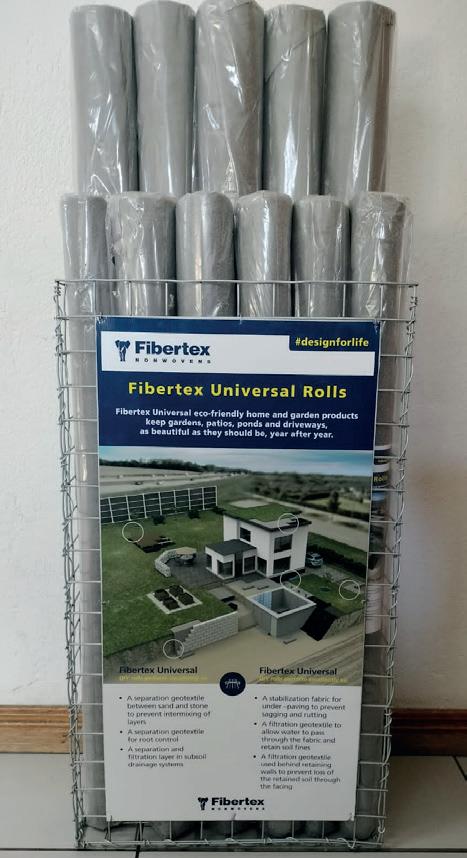 Fibertex
NONWOVENS
#designforlife
Fibertex Universal Rolls
Fibertex Universal eco-friendly home and garden products
keep gardens, patios, ponds and driveways,
as beautiful as they should be, year after year.
Rolls
Fibertex Universal
• A separation geotextile
between sand and stone
to prevent intermixing of
layers
• A separation geotextile
for root control
• A separation and
filtration layer in subsoil
drainage systems
Fibertex Universal
• A stabilization fabric for
under -paving to prevent
sagging and rutting
• A filtration geotextile to
allow water to pass
through the fabric and
retain soil fines
• A filtration geotextile
used behind retaining
walls to prevent loss of
the retained soil through
the facing
Fibertex
NONWOVENS